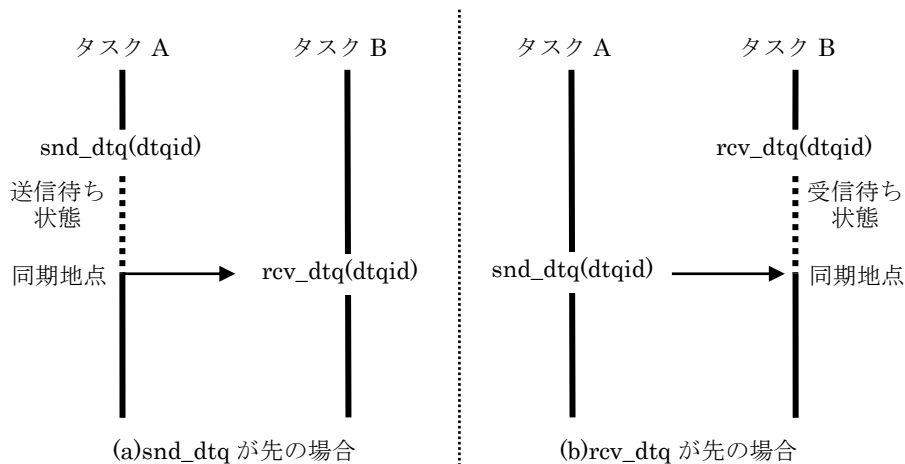 タスク A
タスク B
snd_dtq(dtqid)
送信待ち
状態
同期地点
rcv_dtq(dtqid)
(a)snd_dtq が先の場合
タスク A
タスク B
rcv_dtq(dtqid)
受信待ち
状態
snd_dtq(dtqid)
同期地点
(b)rcv_dtq が先の場合